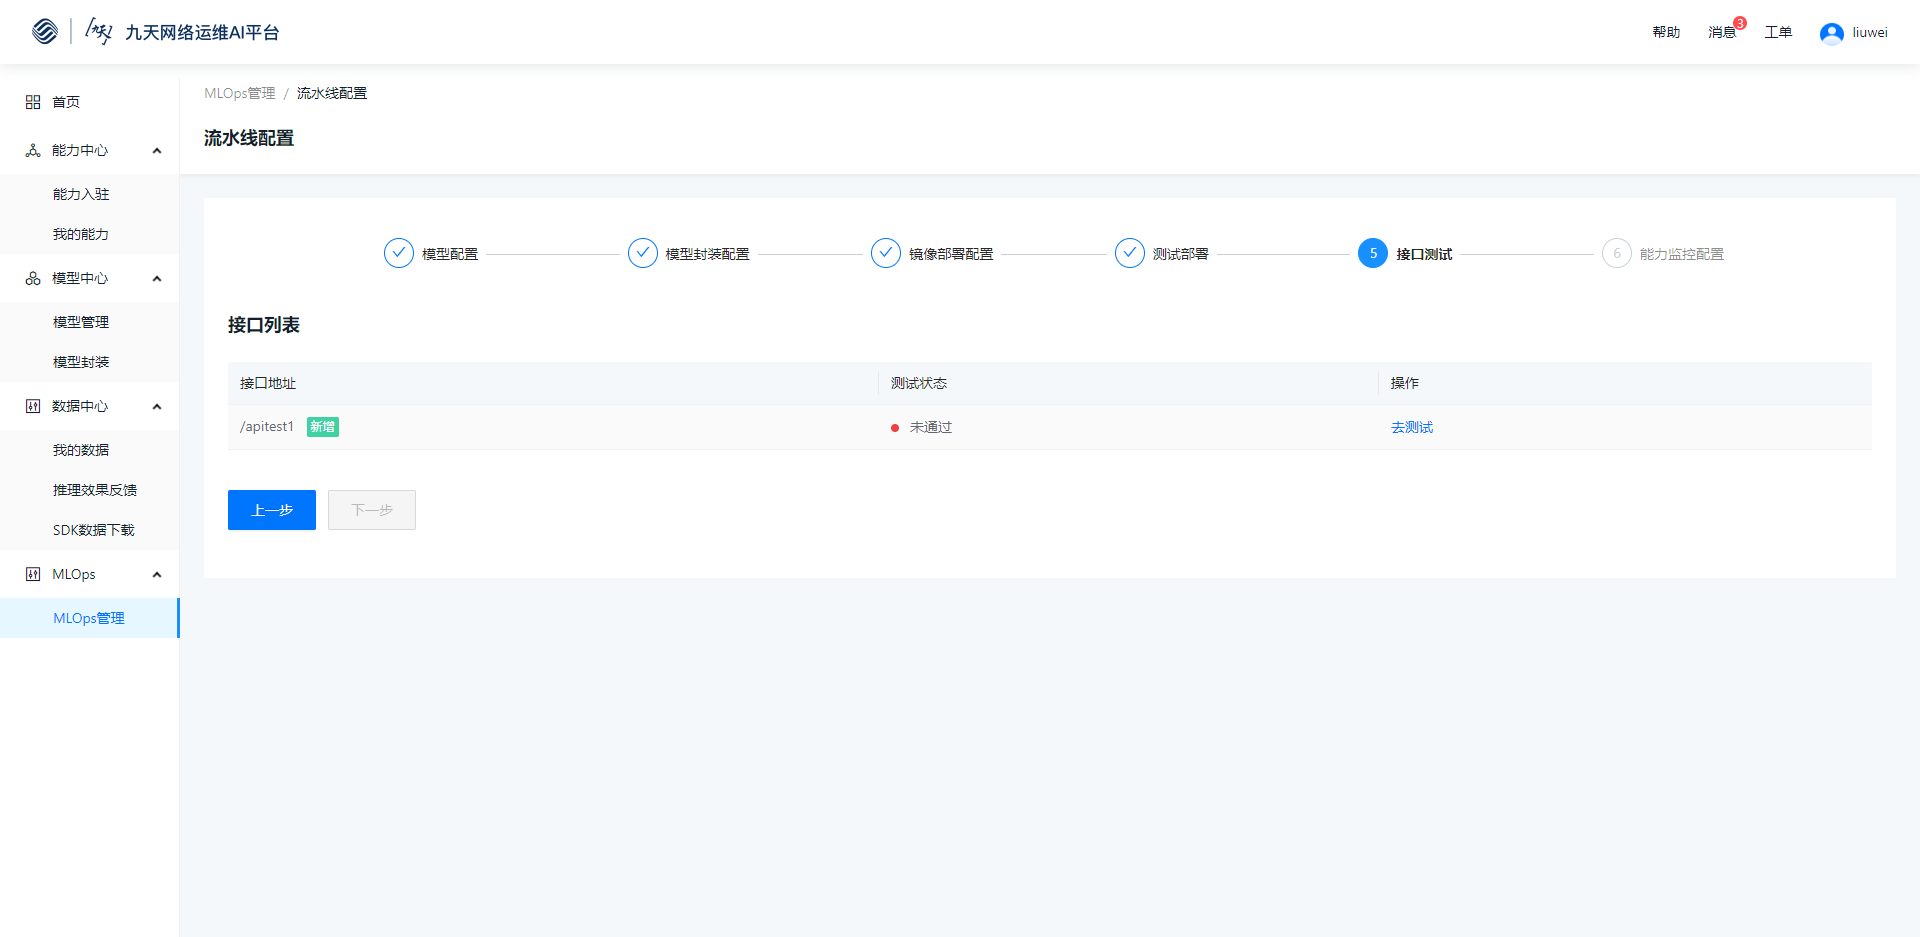 九天 九天网络运维AI平台
帮助 消息 3 工单 liuwei
首页
能力中心
能力入驻
我的能力
模型中心
模型管理
模型封装
数据中心
我的数据
推理效果反馈
SDK数据下载
MLOps
MLOps管理
MLOps管理 / 流水线配置
流水线配置
模型配置 模型封装配置 镜像部署配置 测试部署 5 接口测试 6 能力监控配置
接口列表
接口地址 测试状态 操作
/apitest1 新增 未通过 去测试
上一步 下一步